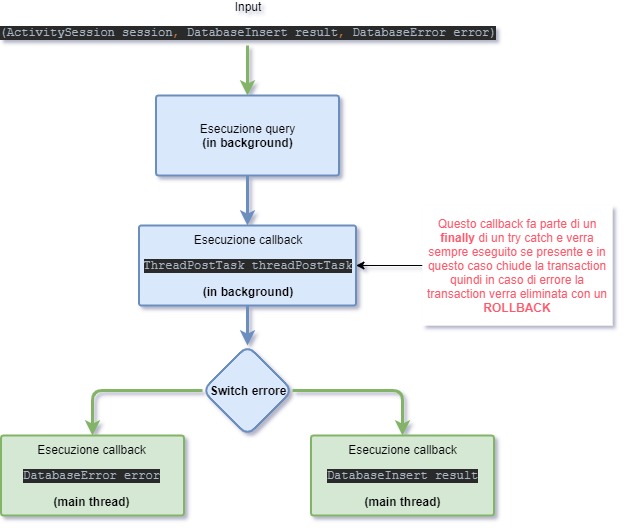 Input
(ActivitySession session, DatabaseInsert result, DatabaseError error)
Esecuzione query
(in background)
Esecuzione callback
ThreadPostTask threadPostTask
(in background)
Questo callback fa parte di un
finally di un try catch e verra
sempre eseguito se presente e in
questo caso chiude la transaction
quindi in caso di errore la
transaction verra eliminata con un
ROLLBACK
Switch errore
Esecuzione callback
DatabaseError error
(main thread)
Esecuzione callback
DatabaseInsert result
(main thread)